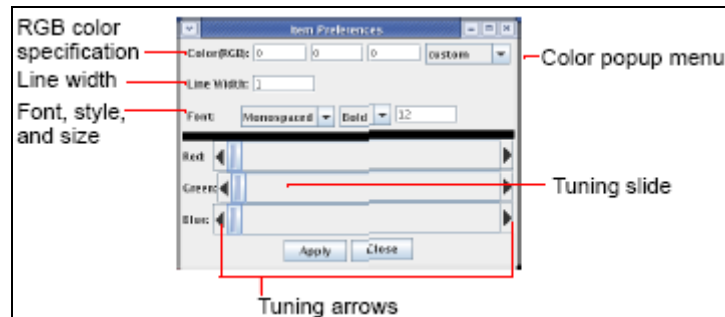 RGB color
specification
Line width
Font, style,
and size
Item Preferences
Color(RGB): 0 0 0 custom
Line Width: 1
Font: Monospaced Bold 12
Red:
Green:
Blue:
Apply Close
Color popup menu
Tuning slide
Tuning arrows